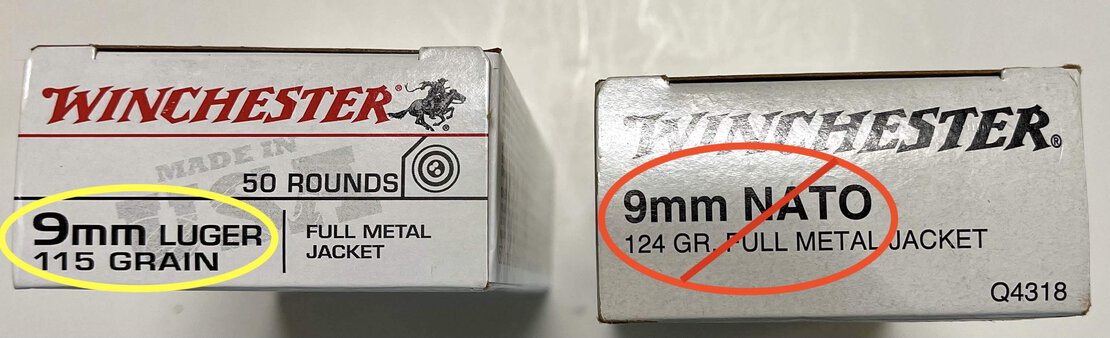 WINCHESTER®
MADE IN
USA
50 ROUNDS
9mm LUGER
115 GRAIN
FULL METAL
JACKET
WINCHESTER®
9mm NATO
124 GR. FULL METAL JACKET
Q4318